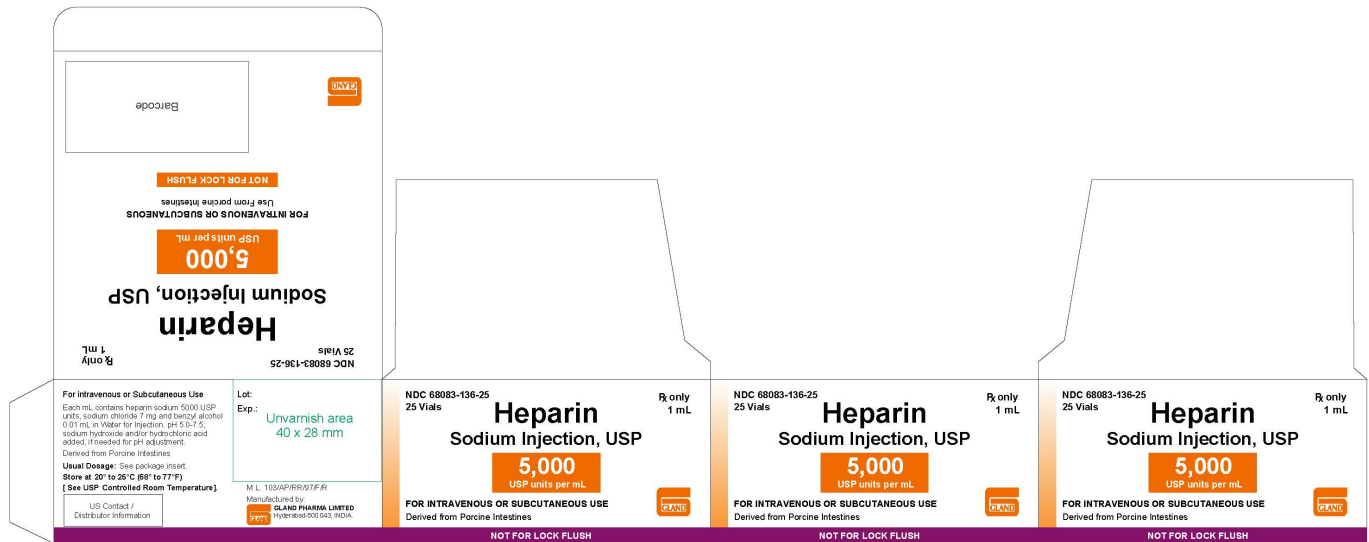 Barcode
GLAND
NOT FOR LOCK FLUSH
Use From porcine Intestines
FOR INTRAVENOUS OR SUBCUTANEOUS
USP units per mL
5,000
Sodium Injection, USP
Heparin
Rx only
1 mL
NDC 68083-136-25
25 Vials
For intravenous or Subcutaneous Use
Each mL contains heparin sodium 5000 USP
units, sodium chloride 7 mg and benzyl alcohol
0.01 mL in Water for Injection. pH 5.0-7.5;
sodium hydroxide and/or hydrochloric acid
added, if needed for pH adjustment.
Derived from Porcine Intestines
Usual Dosage: See package insert.
Store at 20° to 25°C (68° to 77°F)
[ See USP Controlled Room Temperature].
US Contact /
Distributor Information
Lot:
Exp.:
Unvarnish area
40 x 28 mm
M.L. 103/AP/RR/97/F/R
Manufactured by:
GLAND
GLAND PHARMA LIMITED
Hyderabad-500 043, INDIA.
NDC 68083-136-25
25 Vials
Rx only
1 mL
Heparin
Sodium Injection, USP
5,000
USP units per mL
FOR INTRAVENOUS OR SUBCUTANEOUS USE
Derived from Porcine Intestines
GLAND
NOT FOR LOCK FLUSH
NDC 68083-136-25
25 Vials
Rx only
1 mL
Heparin
Sodium Injection, USP
5,000
USP units per mL
FOR INTRAVENOUS OR SUBCUTANEOUS USE
Derived from Porcine Intestines
GLAND
NOT FOR LOCK FLUSH
NDC 68083-136-25
25 Vials
Rx only
1 mL
Heparin
Sodium Injection, USP
5,000
USP units per mL
FOR INTRAVENOUS OR SUBCUTANEOUS USE
Derived from Porcine Intestines
GLAND
NOT FOR LOCK FLUSH